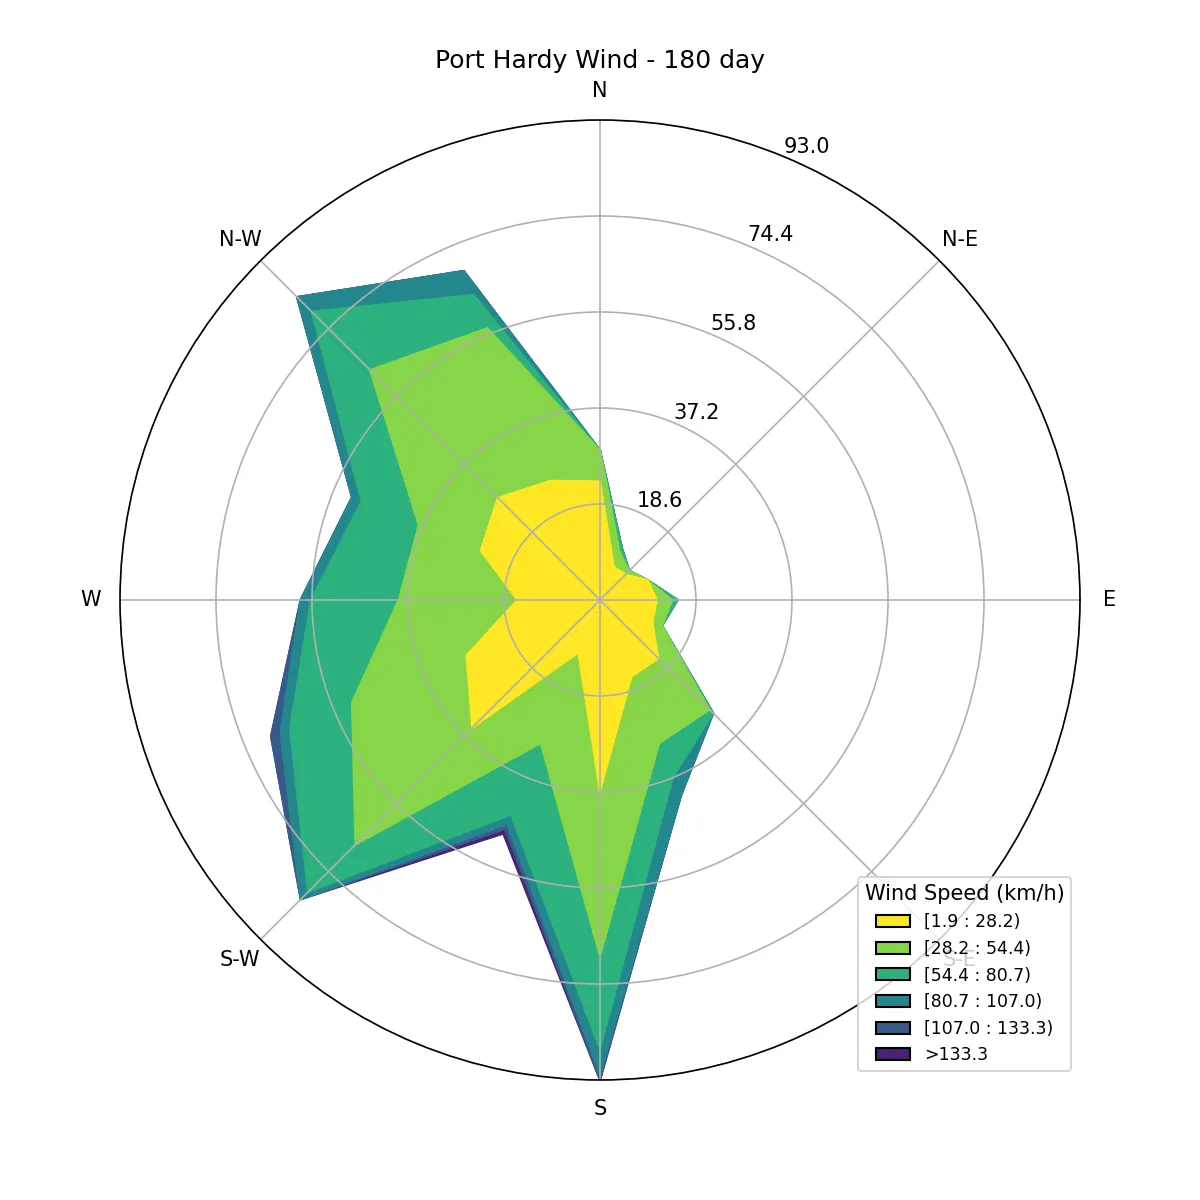 Port Hardy Wind - 180 day
N
93.0
N-W
74.4
N-E
55.8
37.2
18.6
W
E
S-W
S-E
S
Wind Speed (km/h)
[1.9 : 28.2)
[28.2 : 54.4)
[54.4 : 80.7)
[80.7 : 107.0)
[107.0 : 133.3)
>133.3